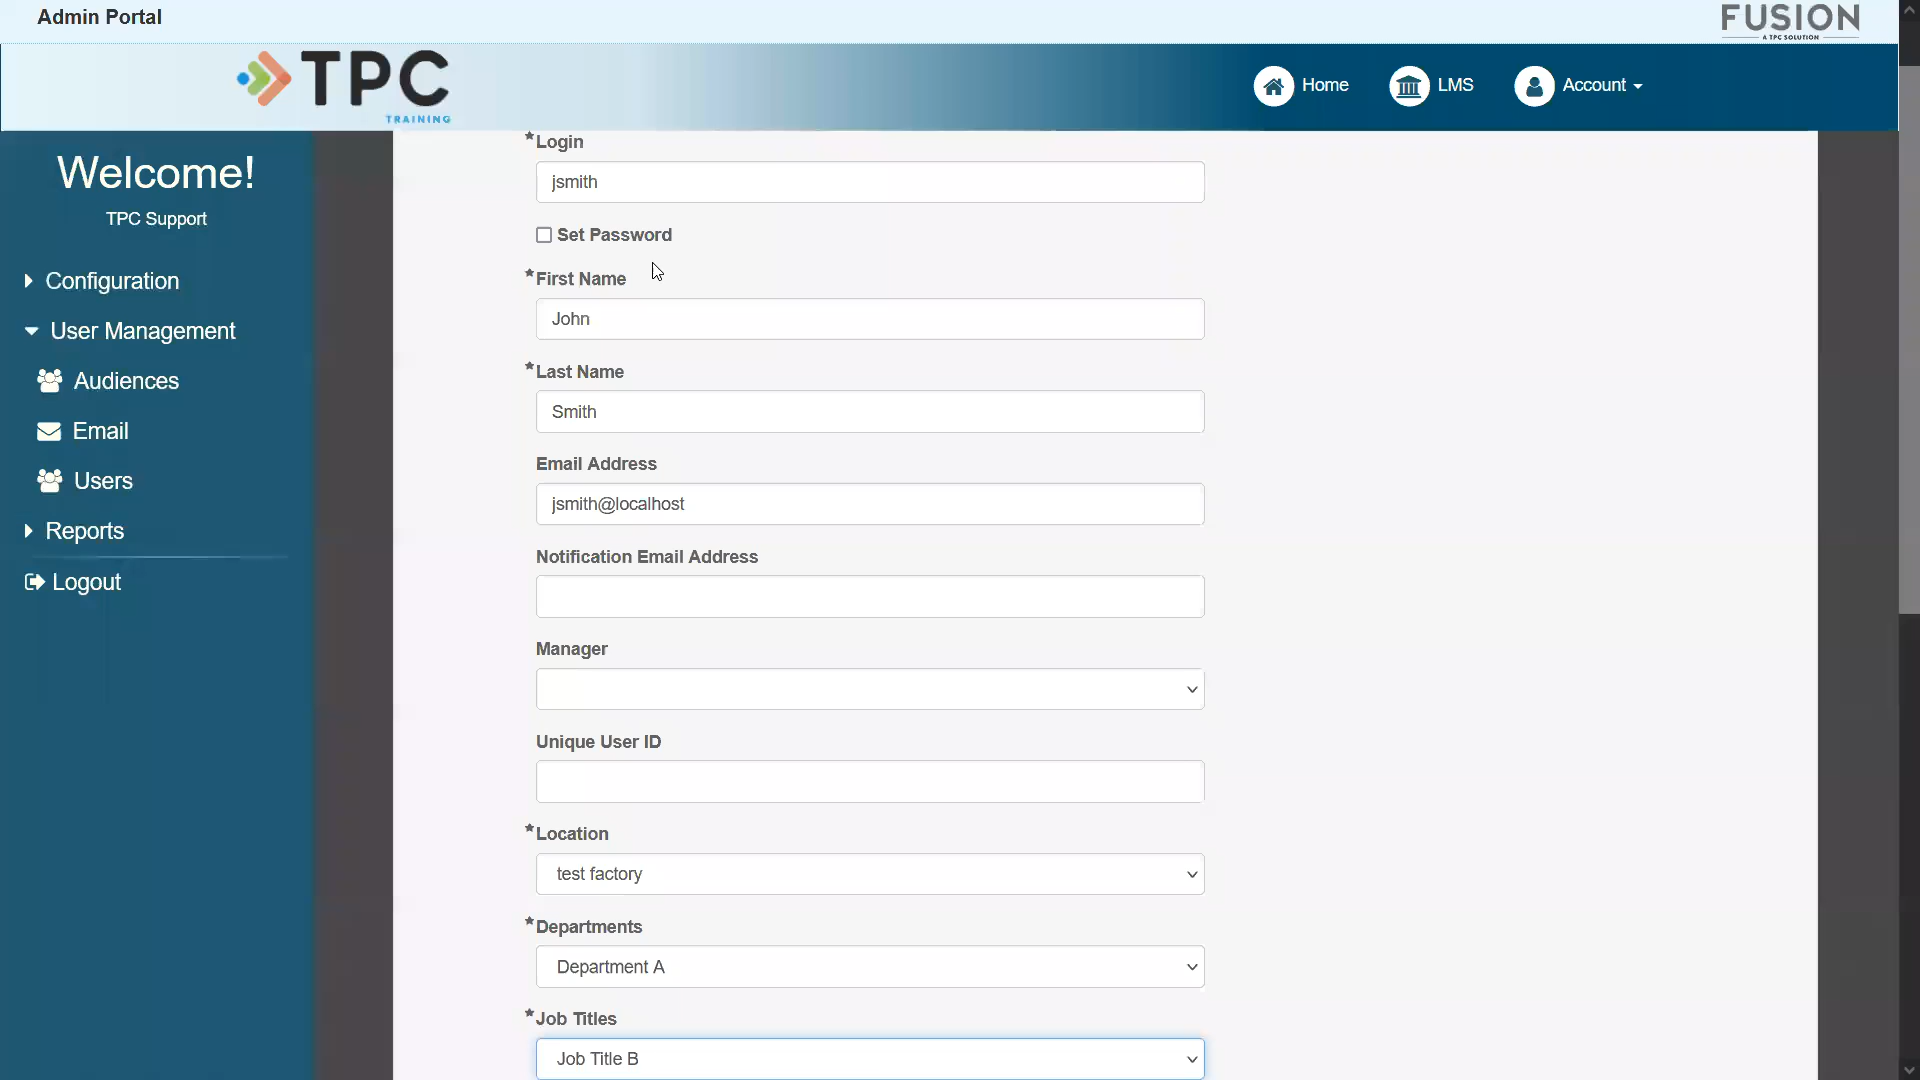 Admin Portal
FUSION
A TPC SOLUTION
TPC
TRAINING
Home
LMS
Account
Welcome!
TPC Support
Configuration
User Management
Audiences
Email
Users
Reports
Logout
*Login
jsmith
Set Password
*First Name
John
*Last Name
Smith
Email Address
jsmith@localhost
Notification Email Address
Manager
Unique User ID
*Location
test factory
*Departments
Department A
*Job Titles
Job Title B